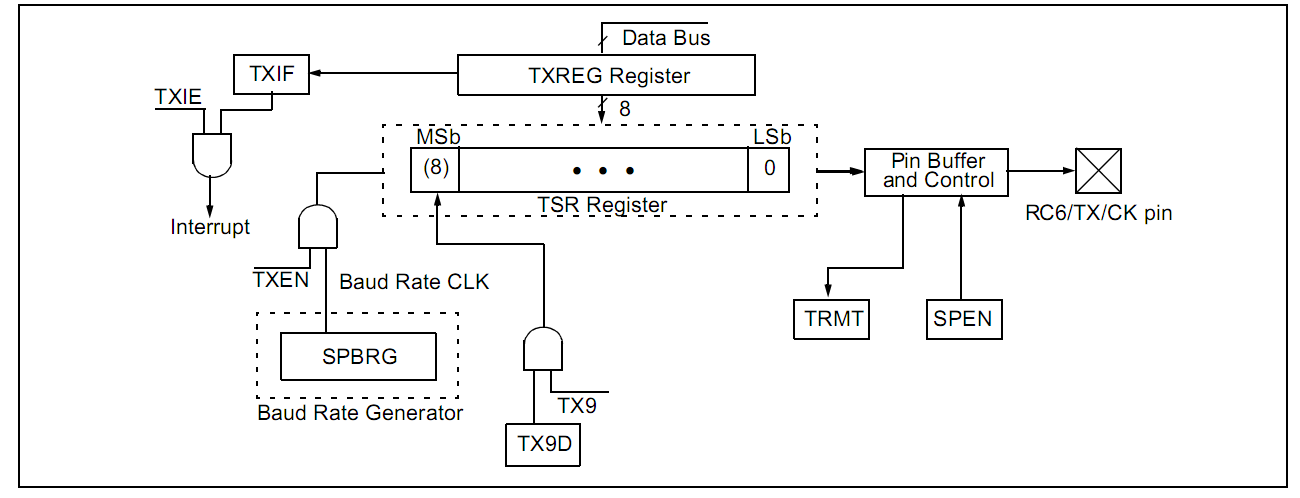 Data Bus
TXIF
TXREG Register
TXIE
8
MSb
LSb
(8)
• • •
0
Pin Buffer
and Control
TSR Register
RC6/TX/CK pin
Interrupt
TXEN
Baud Rate CLK
TRMT
SPEN
SPBRG
Baud Rate Generator
TX9
TX9D